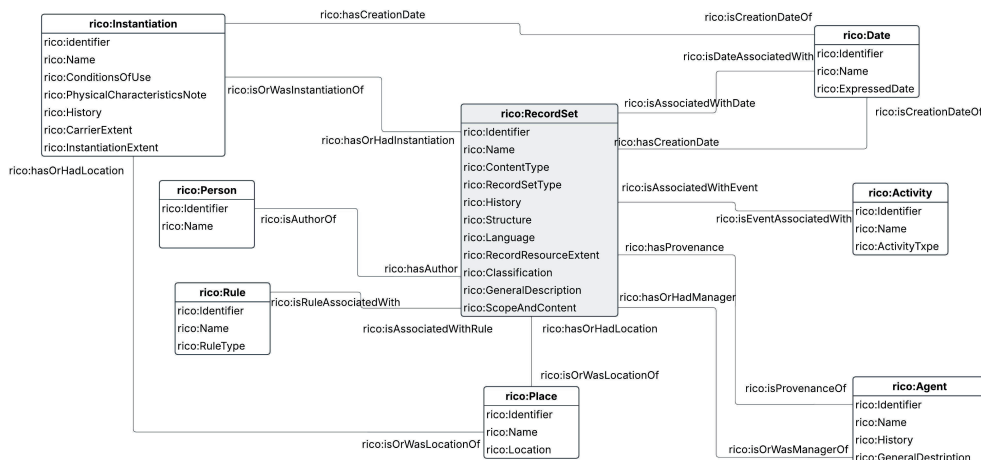 rico:hasCreationDate
rico:isCreationDateOf
rico:Instantiation
rico:identifier
rico:Name
rico:ConditionsOfUse
rico:PhysicalCharacteristicsNote
rico:History
rico:CarrierExtent
rico:InstantiationExtent
rico:Date
rico:Identifier
rico:Name
rico:ExpressedDate
rico:isDateAssociatedWith
rico:isOrWasInstantiationOf
rico:isAssociatedWithDate
rico:isCreationDateOf
rico:hasOrHadInstantiation
rico:hasCreationDate
rico:RecordSet
rico:Identifier
rico:Name
rico:ContentType
rico:RecordSetType
rico:History
rico:Structure
rico:Language
rico:RecordResourceExtent
rico:Classification
rico:GeneralDescription
rico:ScopeAndContent
rico:hasOrHadLocation
rico:Person
rico:Identifier
rico:Name
rico:isAuthorOf
rico:hasAuthor
rico:isAssociatedWithEvent
rico:isEventAssociatedWith
rico:Activity
rico:Identifier
rico:Name
rico:ActivityTxpe
rico:hasProvenance
rico:hasOrHadManager
rico:Rule
rico:Identifier
rico:Name
rico:RuleType
rico:isRuleAssociatedWith
rico:isAssociatedWithRule
rico:hasOrHadLocation
rico:isOrWasLocationOf
rico:Place
rico:Identifier
rico:Name
rico:Location
rico:isOrWasLocationOf
rico:isProvenanceOf
rico:isOrWasManagerOf
rico:Agent
rico:Identifier
rico:Name
rico:History
rico:GeneralDestription